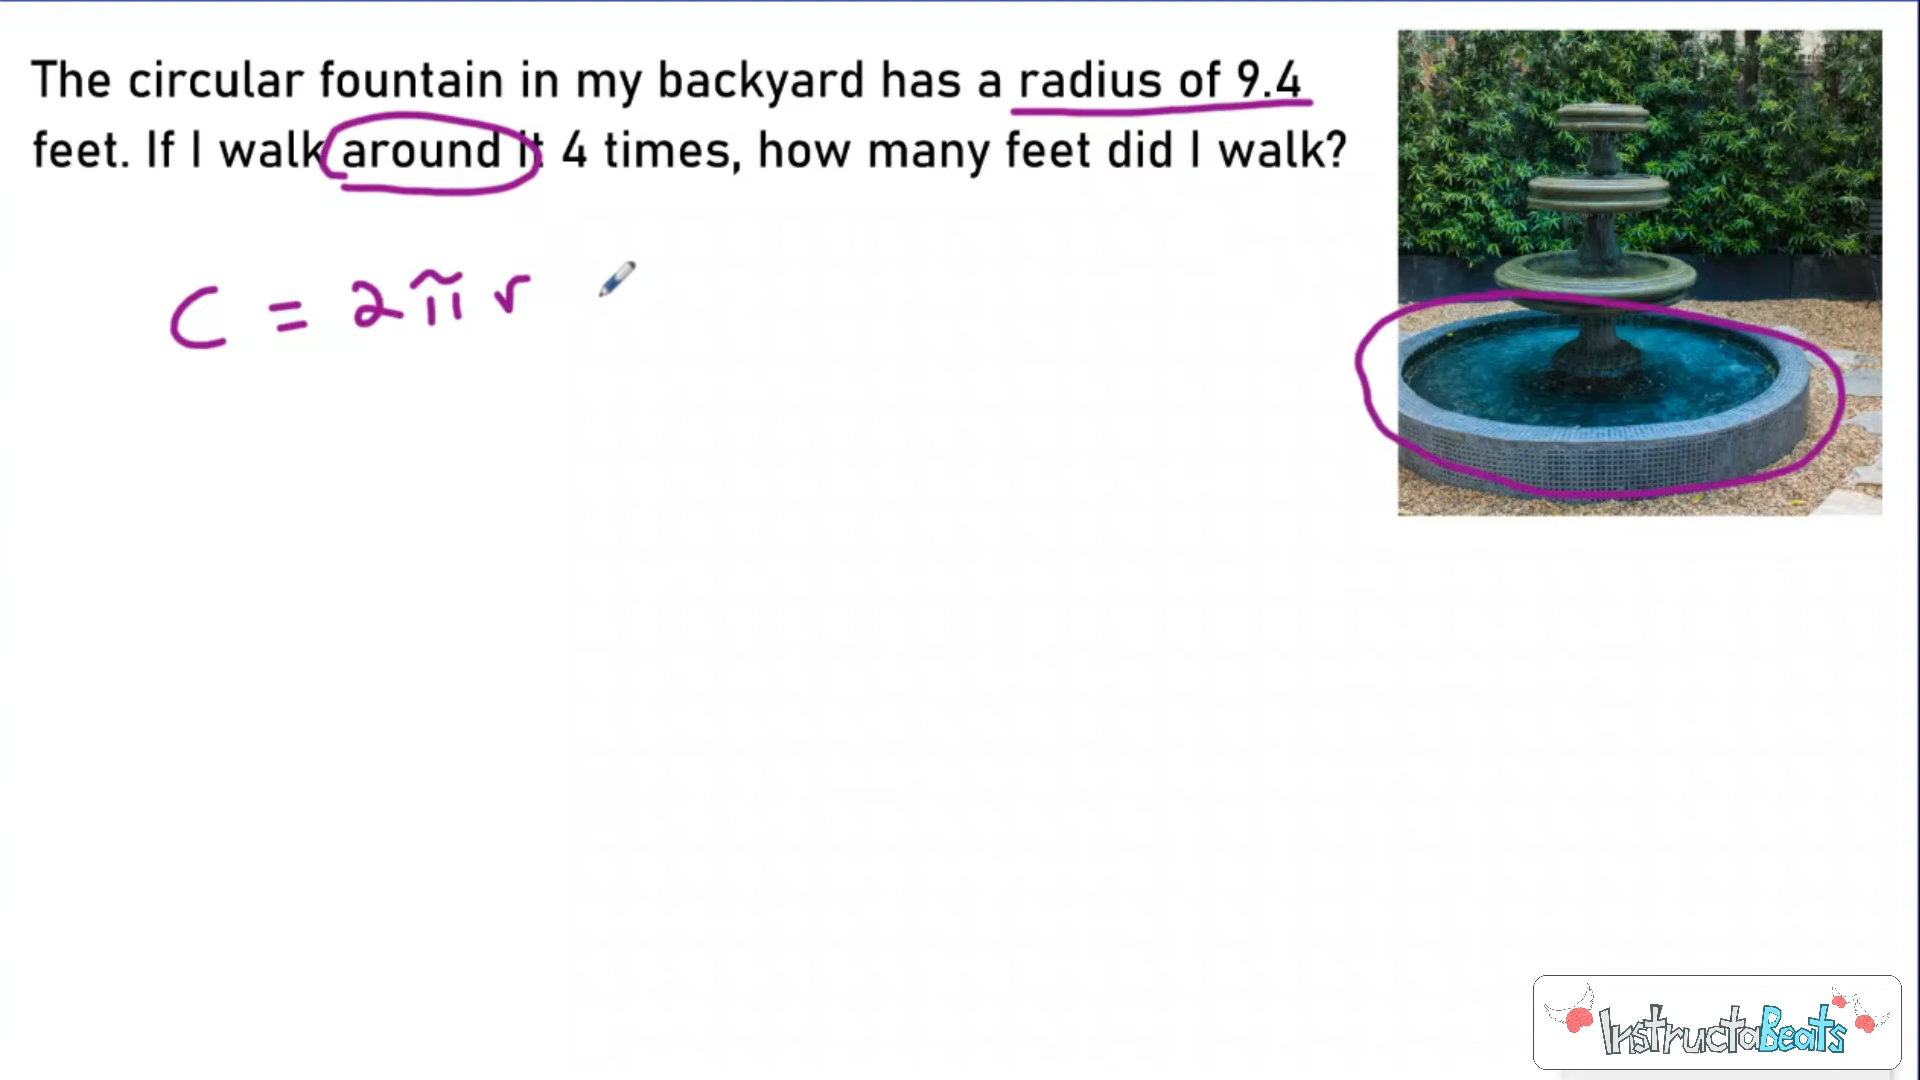 The circular fountain in my backyard has a radius of 9.4
feet. If I walk around it 4 times, how many feet did I walk?
C = 2πr
InstructaBeats